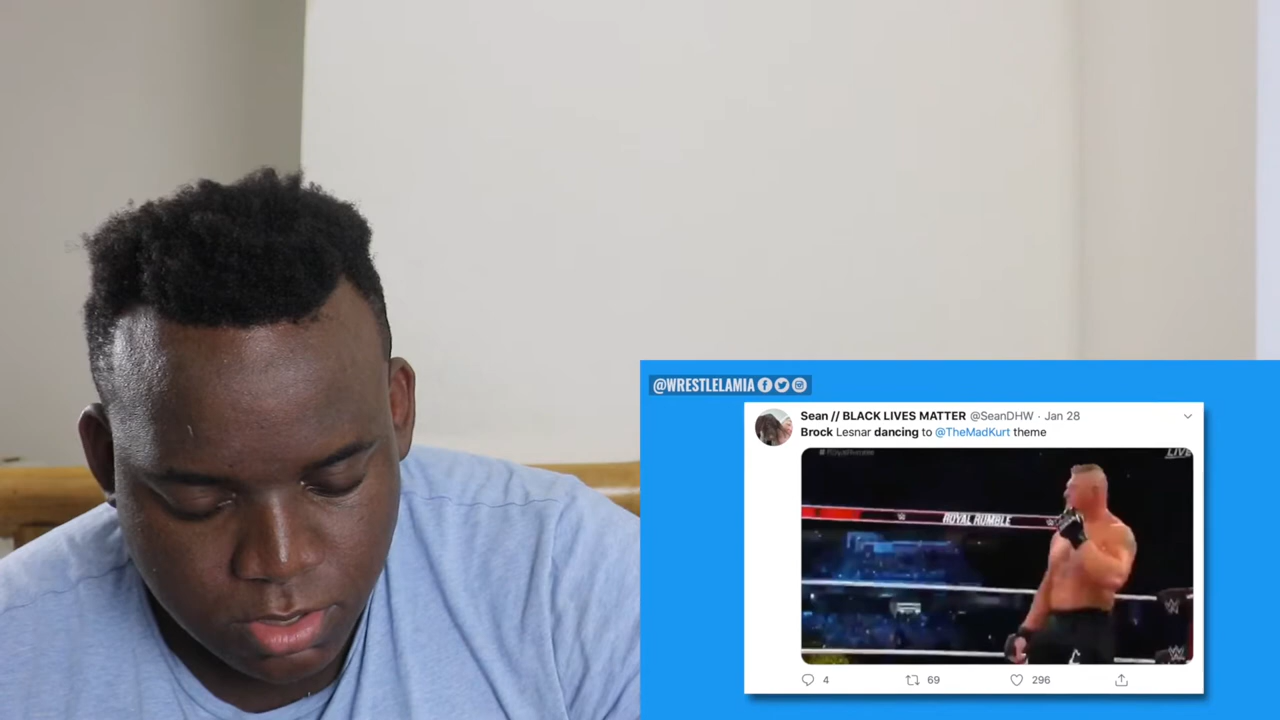 @WRESTLELAMIA
Sean // BLACK LIVES MATTER @SeanDHW · Jan 28
Brock Lesnar dancing to @TheMadKurt theme
LIVE
ROYAL RUMBLE
4 69 296